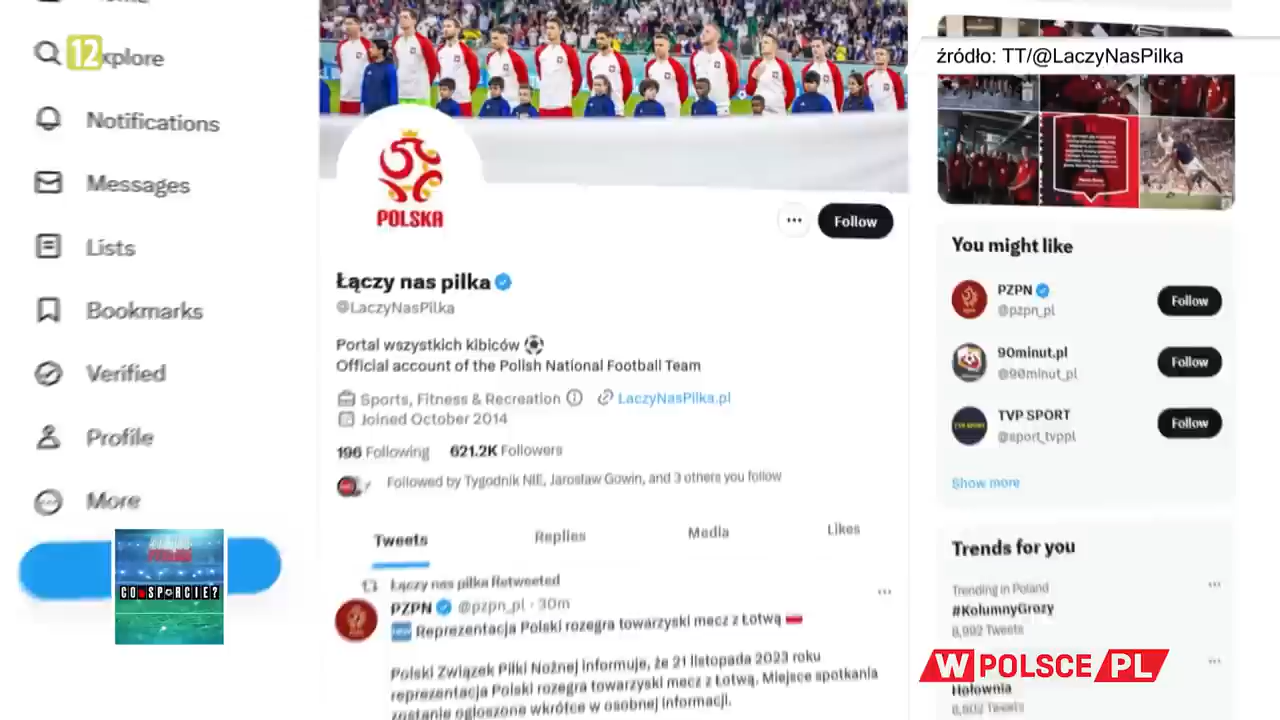 12
xplore
źródło: TT/@LaczyNasPilka
Notifications
Messages
Lists
Bookmarks
Verified
Profile
More
POLSKA
Follow
Łączy nas piłka
@LaczyNasPilka
Portal wszystkich kibiców
Official account of the Polish National Football Team
Sports, Fitness & Recreation LaczyNasPilka.pl
Joined October 2014
196 Following 621.2K Followers
Followed by Tygodnik NIE, Jarosław Gowin, and 3 others you follow
Tweets Replies Media Likes
Łączy nas piłka Retweeted
PZPN @pzpn_pl · 30m
Reprezentacja Polski rozegra towarzyski mecz z Łotwą
Polski Związek Piłki Nożnej informuje, że 21 listopada 2023 roku
reprezentacja Polski rozegra towarzyski mecz z Łotwą. Miejsce spotkania
zostanie ogłoszone wkrótce w osobnej informacji.
You might like
PZPN
@pzpn_pl
Follow
90minut.pl
@90minut_pl
Follow
TVP SPORT
@sport_tvppl
Follow
Show more
Trends for you
Trending in Poland
#KolumnyGrozy
8,992 Tweets
Hołownia
8,802 Tweets
CO W SPORCIE?
WPOLSCE.PL